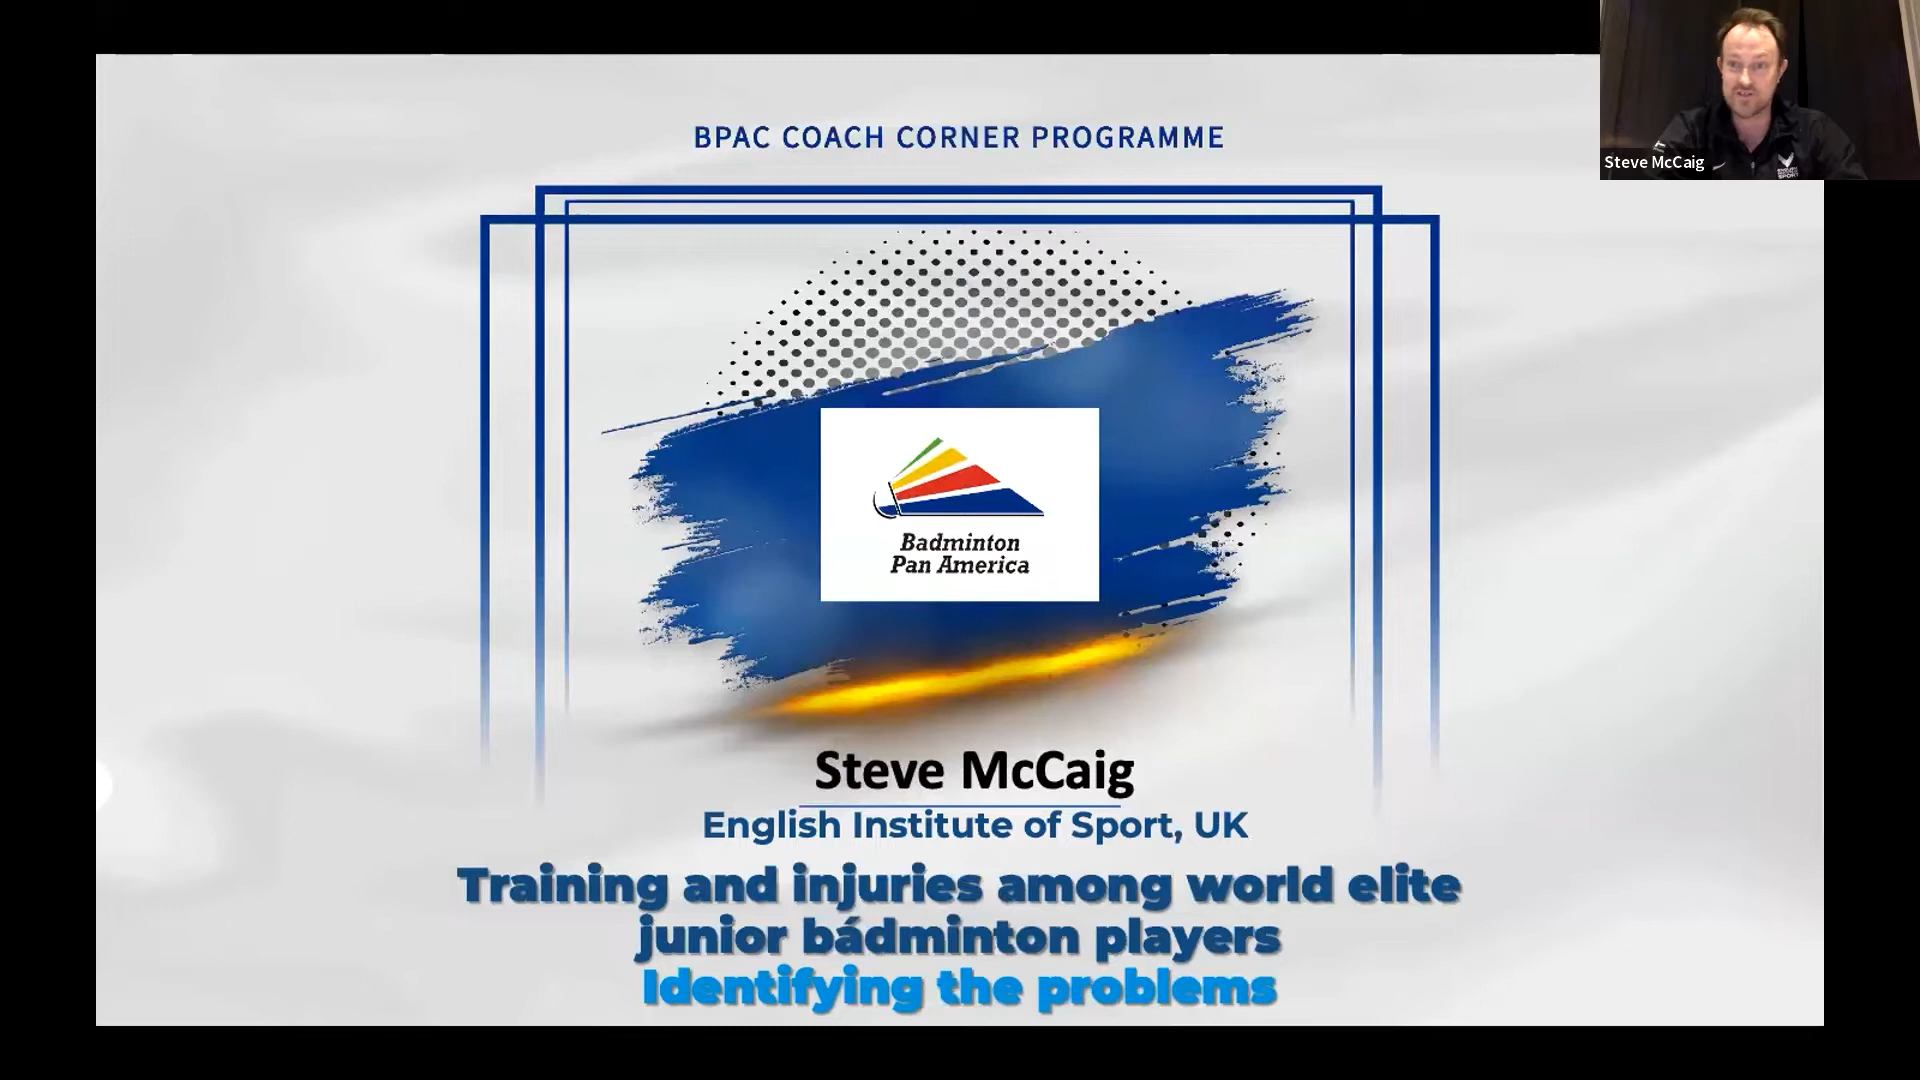 BPAC COACH CORNER PROGRAMME
Steve McCaig
Badminton
Pan America
Steve McCaig
English Institute of Sport, UK
Training and injuries among world elite
junior bádminton players
Identifying the problems